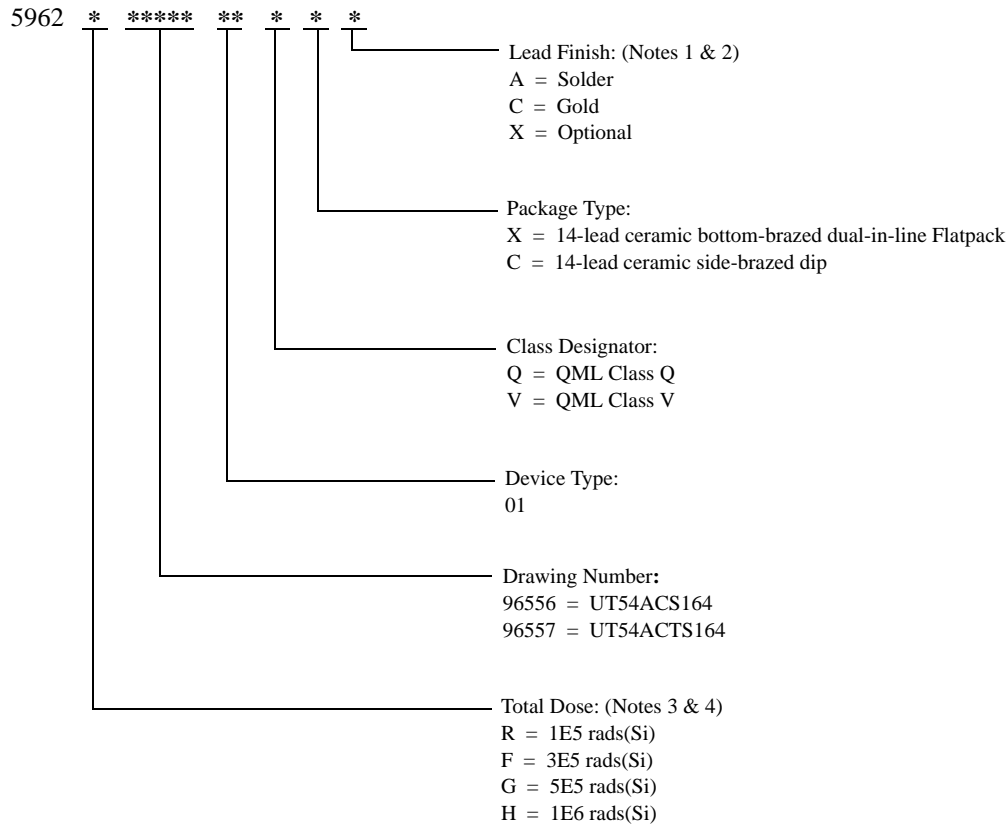 5962 * ***** ** * * *
Lead Finish: (Notes 1 & 2)
A = Solder
C = Gold
X = Optional
Package Type:
X = 14-lead ceramic bottom-brazed dual-in-line Flatpack
C = 14-lead ceramic side-brazed dip
Class Designator:
Q = QML Class Q
V = QML Class V
Device Type:
01
Drawing Number:
96556 = UT54ACS164
96557 = UT54ACTS164
Total Dose: (Notes 3 & 4)
R = 1E5 rads(Si)
F = 3E5 rads(Si)
G = 5E5 rads(Si)
H = 1E6 rads(Si)